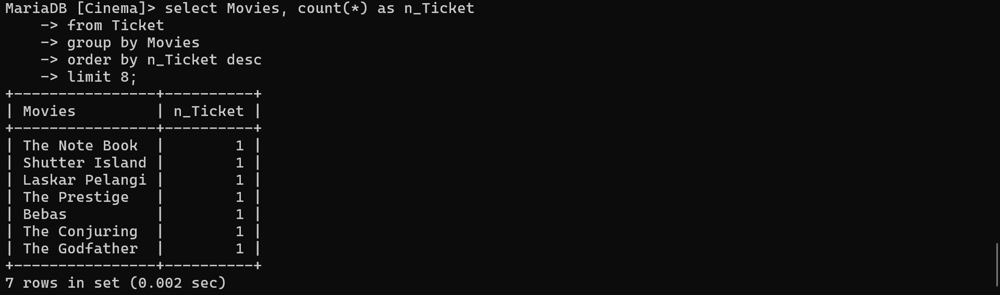 MariaDB [Cinema]> select Movies, count(*) as n_Ticket
    -> from Ticket
    -> group by Movies
    -> order by n_Ticket desc
    -> limit 8;
+----------------+----------+
| Movies         | n_Ticket |
+----------------+----------+
| The Note Book  |        1 |
| Shutter Island |        1 |
| Laskar Pelangi |        1 |
| The Prestige   |        1 |
| Bebas          |        1 |
| The Conjuring  |        1 |
| The Godfather  |        1 |
+----------------+----------+
7 rows in set (0.002 sec)